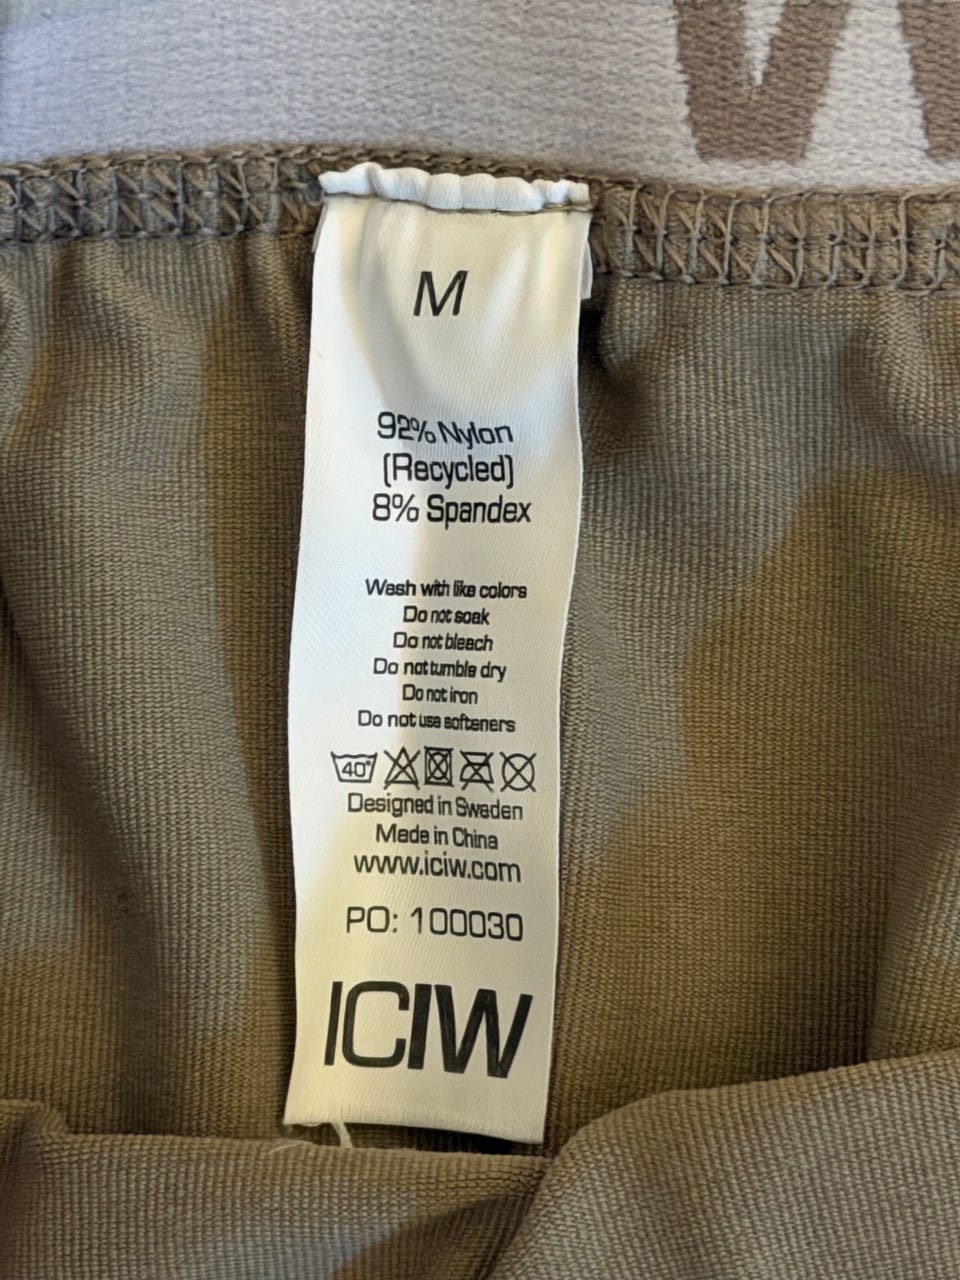 W
M
92% Nylon
(Recycled)
8% Spandex
Wash with like colors
Do not soak
Do not bleach
Do not tumble dry
Do not iron
Do not use softeners
40°
Designed in Sweden
Made in China
www.iciw.com
PO: 100030
ICIW